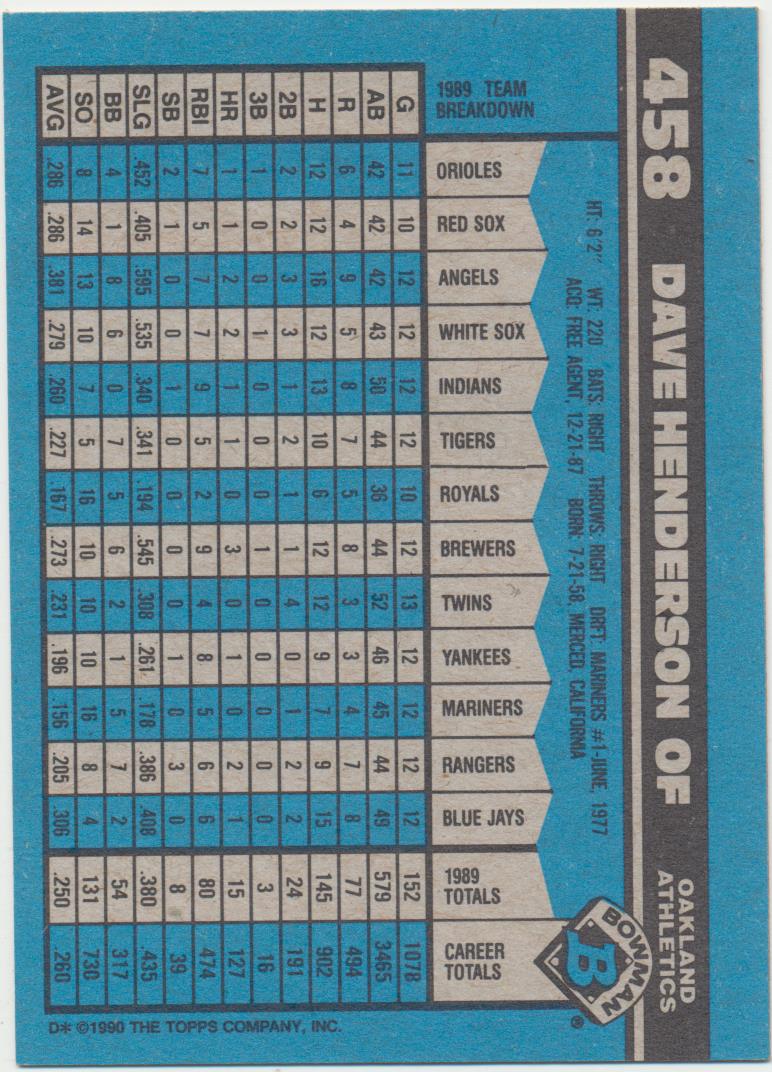 458 DAVE HENDERSON OF
OAKLAND
ATHLETICS
BOWMAN
B
®
HT: 6'2" WT: 220 BATS: RIGHT THROWS: RIGHT DRFT: MARINERS #1-JUNE, 1977
ACQ: FREE AGENT, 12-21-87 BORN: 7-21-58, MERCED, CALIFORNIA
1989 TEAM
BREAKDOWN
G AB R H 2B 3B HR RBI SB SLG BB SO AVG
ORIOLES 11 42 6 12 2 1 1 7 2 .452 4 8 .286
RED SOX 10 42 4 12 2 0 1 5 1 .405 1 14 .286
ANGELS 12 42 9 16 3 0 2 7 0 .595 8 13 .381
WHITE SOX 12 43 5 12 3 1 2 7 0 .535 6 10 .279
INDIANS 12 50 8 13 1 0 1 9 1 .340 0 7 .260
TIGERS 12 44 7 10 2 0 1 5 0 .341 7 5 .227
ROYALS 10 36 5 6 1 0 0 2 0 .194 5 16 .167
BREWERS 12 44 8 12 1 1 3 9 0 .545 6 10 .273
TWINS 13 52 3 12 4 0 0 4 0 .308 2 10 .231
YANKEES 12 46 3 9 0 0 1 8 1 .261 1 10 .196
MARINERS 12 45 4 7 1 0 0 5 0 .178 5 16 .156
RANGERS 12 44 7 9 2 0 2 6 3 .386 7 8 .205
BLUE JAYS 12 49 8 15 2 0 1 6 0 .408 2 4 .306
1989
TOTALS 152 579 77 145 24 3 15 80 8 .380 54 131 .250
CAREER
TOTALS 1078 3465 494 902 191 16 127 474 39 .435 317 730 .260
D* ©1990 THE TOPPS COMPANY, INC.